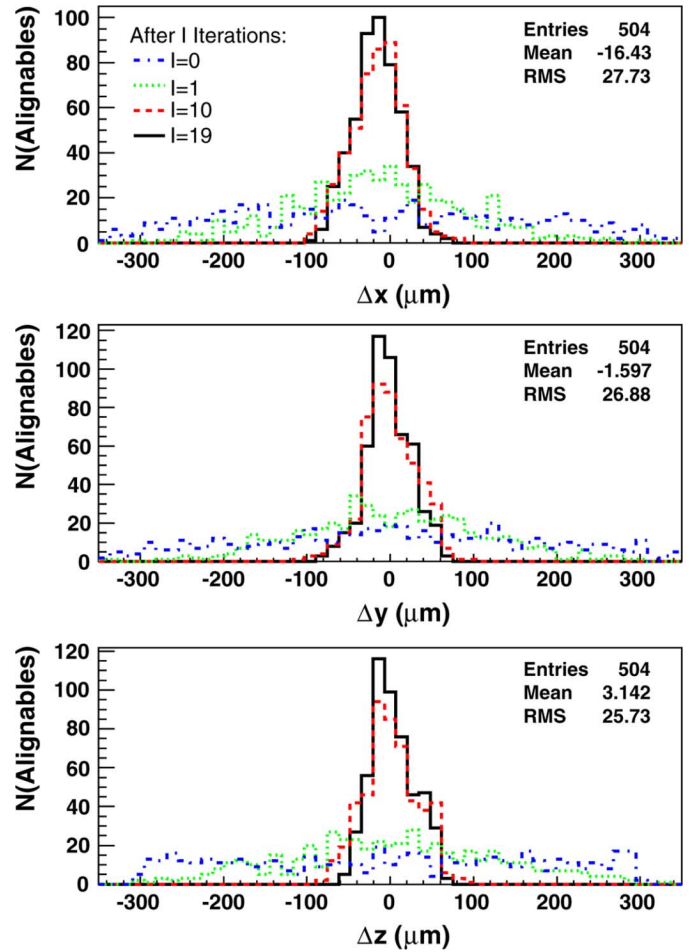 N(Alignables)
100
80
60
40
20
0
After I Iterations:
I=0
I=1
I=10
I=19
Entries 504
Mean -16.43
RMS 27.73
-300 -200 -100 0 100 200 300
Δx (μm)
N(Alignables)
120
100
80
60
40
20
0
Entries 504
Mean -1.597
RMS 26.88
-300 -200 -100 0 100 200 300
Δy (μm)
N(Alignables)
120
100
80
60
40
20
0
Entries 504
Mean 3.142
RMS 25.73
-300 -200 -100 0 100 200 300
Δz (μm)